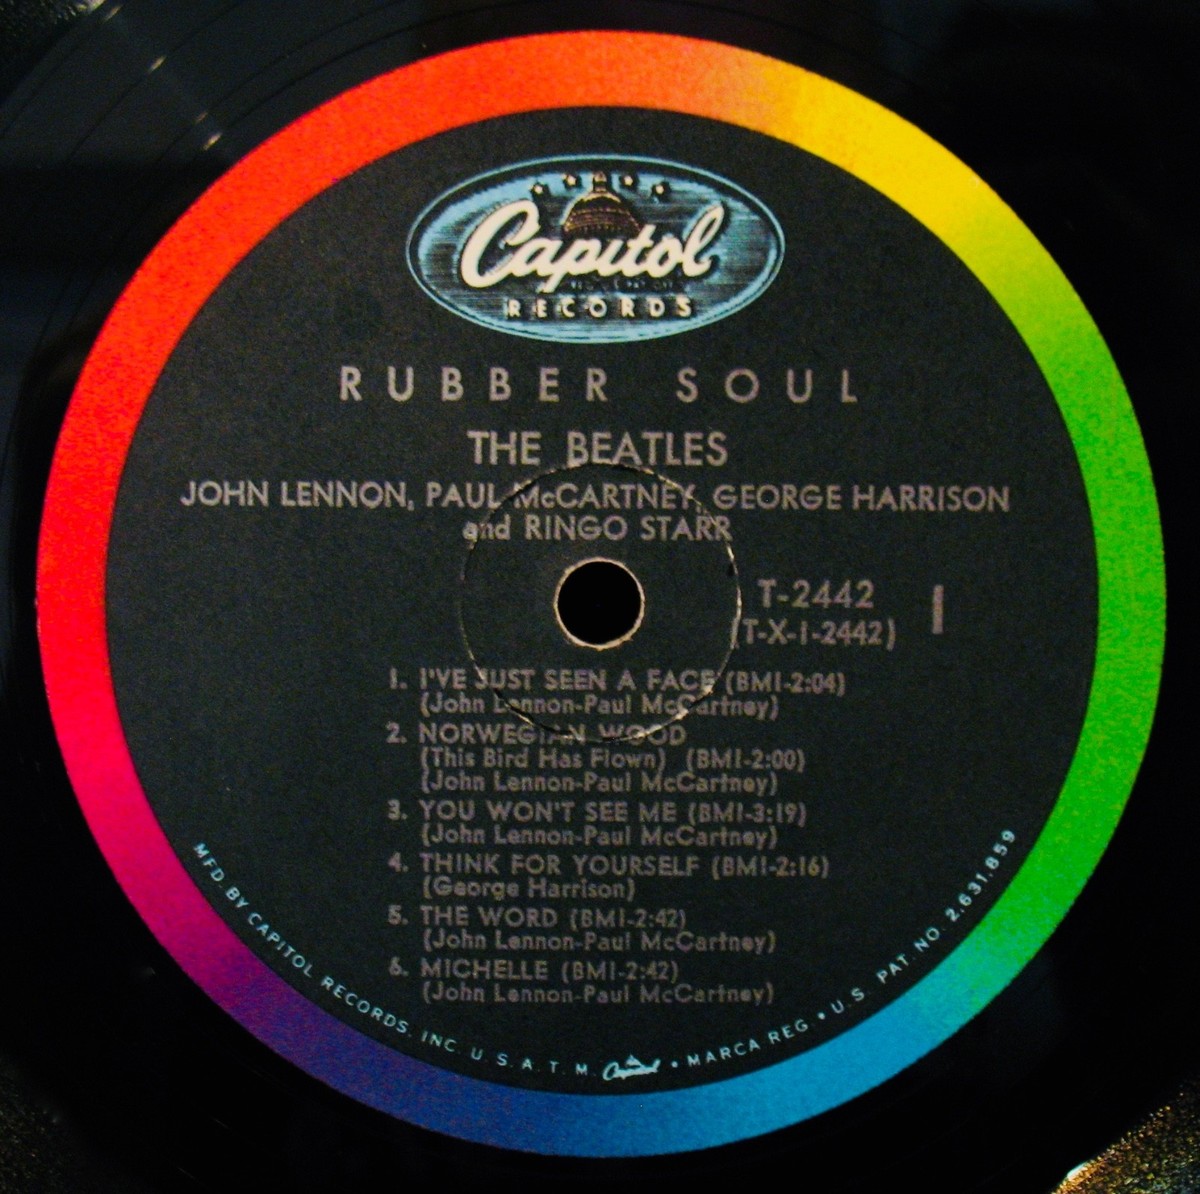 Capitol
RECORDS
RUBBER SOUL
THE BEATLES
JOHN LENNON, PAUL McCARTNEY, GEORGE HARRISON
and RINGO STARR
T-2442
(T-X-1-2442)
1
1. I'VE JUST SEEN A FACE (BMI-2:04)
(John Lennon-Paul McCartney)
2. NORWEGIAN WOOD
(This Bird Has Flown) (BMI-2:00)
(John Lennon-Paul McCartney)
3. YOU WON'T SEE ME (BMI-3:19)
(John Lennon-Paul McCartney)
4. THINK FOR YOURSELF (BMI-2:16)
(George Harrison)
5. THE WORD (BMI-2:42)
(John Lennon-Paul McCartney)
6. MICHELLE (BMI-2:42)
(John Lennon-Paul McCartney)
MFD. BY CAPITOL RECORDS, INC. U.S.A. T.M. Capitol • MARCA REG. • U.S. PAT. NO. 2,631,859